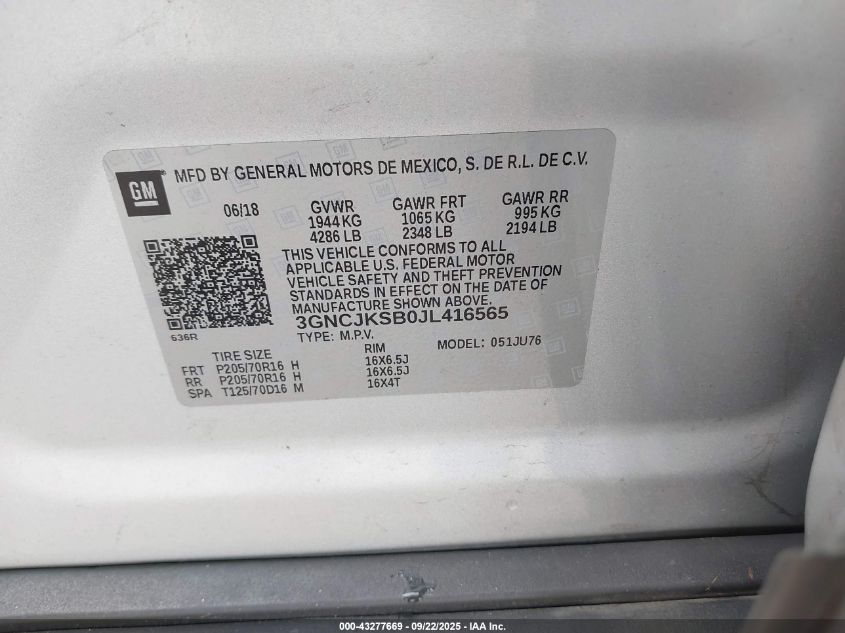 GM
MFD BY GENERAL MOTORS DE MEXICO, S. DE R.L. DE C.V.
06/18 GVWR GAWR FRT GAWR RR
1944 KG 1065 KG 995 KG
4286 LB 2348 LB 2194 LB
THIS VEHICLE CONFORMS TO ALL
APPLICABLE U.S. FEDERAL MOTOR
VEHICLE SAFETY AND THEFT PREVENTION
STANDARDS IN EFFECT ON THE DATE OF
MANUFACTURE SHOWN ABOVE.
3GNCJKSB0JL416565
636R TYPE: M.P.V. MODEL: 051JU76
TIRE SIZE RIM
FRT P205/70R16 H 16X6.5J
RR P205/70R16 H 16X6.5J
SPA T125/70D16 M 16X4T
000-43277669 - 09/22/2025 - IAA Inc.